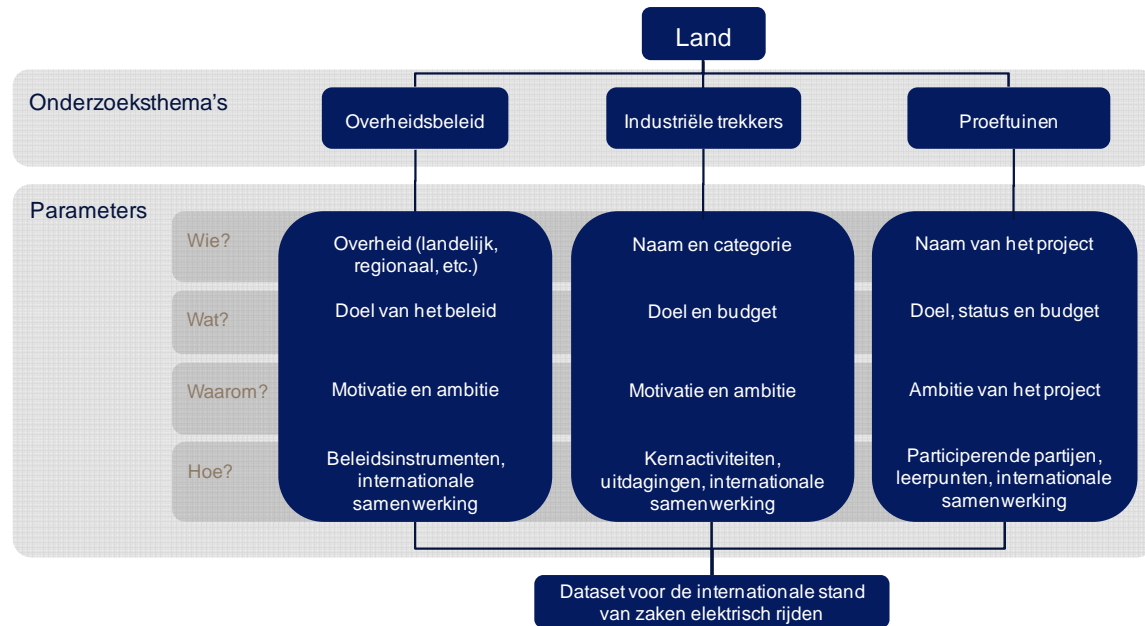 Land
Onderzoeksthema's
Overheidsbeleid
Industriële trekkers
Proeftuinen
Parameters
Wie?
Overheid (landelijk,
regionaal, etc.)
Naam en categorie
Naam van het project
Wat?
Doel van het beleid
Doel en budget
Doel, status en budget
Waarom?
Motivatie en ambitie
Motivatie en ambitie
Ambitie van het project
Hoe?
Beleidsinstrumenten,
internationale
samenwerking
Kernactiviteiten,
uitdagingen, internationale
samenwerking
Participerende partijen,
leerpunten, internationale
samenwerking
Dataset voor de internationale stand
van zaken elektrisch rijden